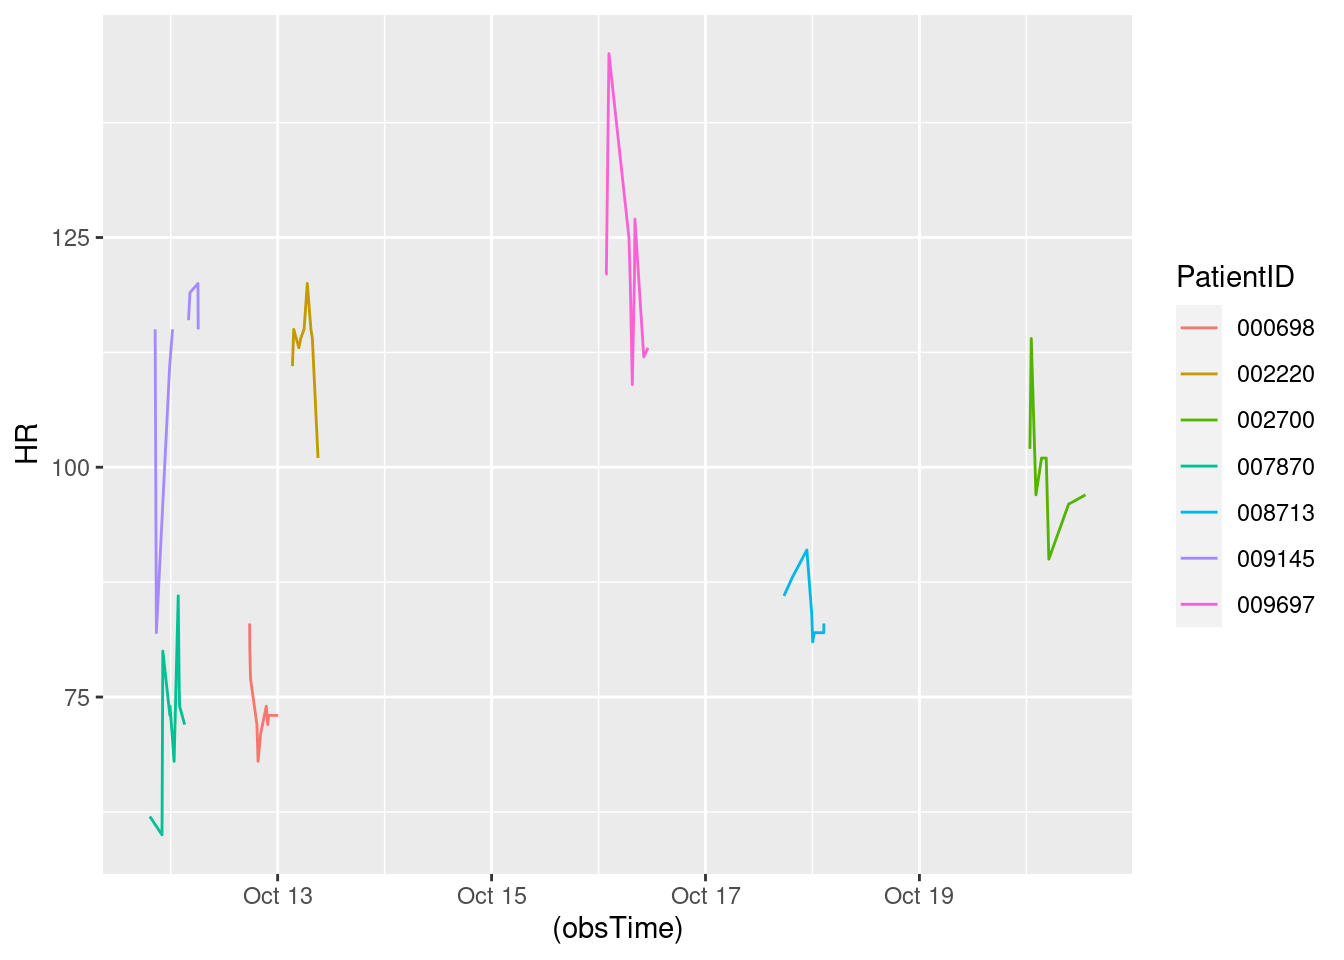 125
100
75
HR
Oct 13
Oct 15
Oct 17
Oct 19
(obsTime)
PatientID
000698
002220
002700
007870
008713
009145
009697